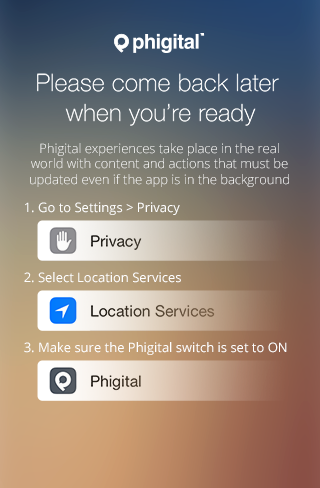 phigital™
Please come back later
when you're ready
Phigital experiences take place in the real
world with content and actions that must be
updated even if the app is in the background
1. Go to Settings > Privacy
Privacy
2. Select Location Services
Location Services
3. Make sure the Phigital switch is set to ON
Phigital